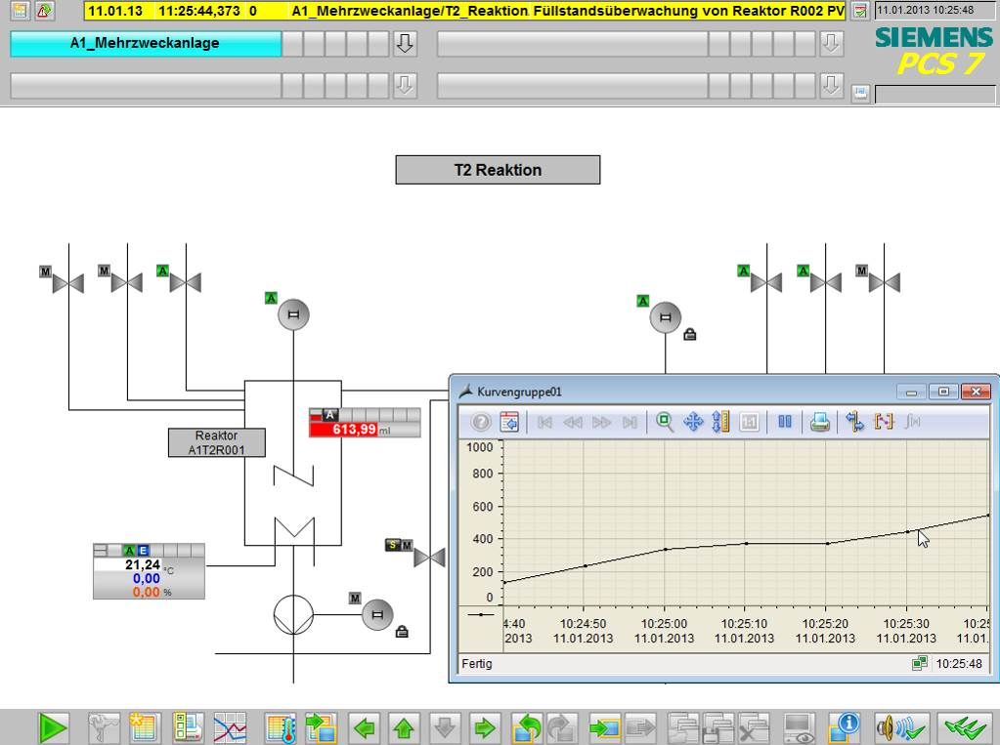 11.01.13 11:25:44,373 0 A1_Mehrzweckanlage/T2_Reaktion Füllstandsüberwachung von Reaktor R002 PV
11.01.2013 10:25:48
A1_Mehrzweckanlage
SIEMENS
PCS 7
T2 Reaktion
M
M
A
A
A
A
A
M
Kurvengruppe01
A
613,99 ml
Reaktor
A1T2R001
1:1
1000
800
600
400
200
0
A E
21,24 °C
0,00
0,00 %
S M
M
4:40 10:24:50 10:25:00 10:25:10 10:25:20 10:25:30 10:25
2013 11.01.2013 11.01.2013 11.01.2013 11.01.2013 11.01.2013 11.01.
Fertig 10:25:48